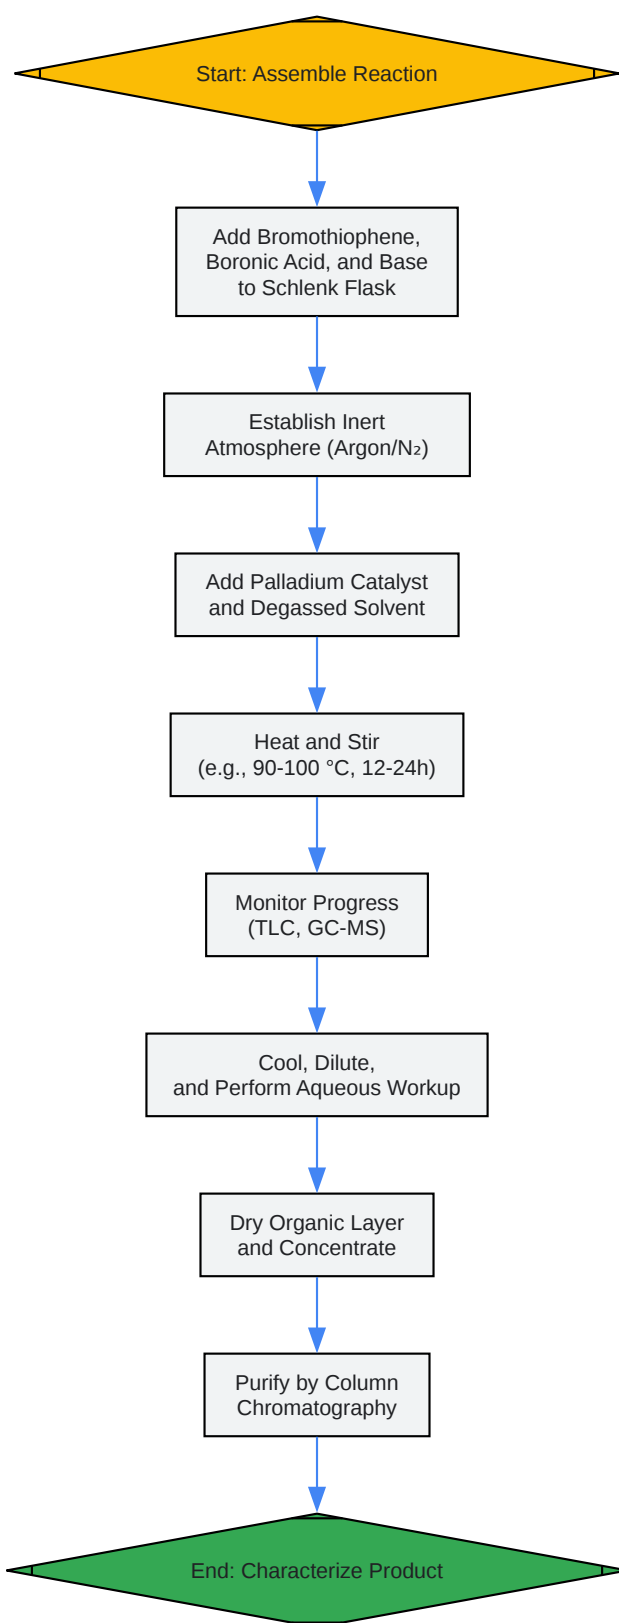 Start: Assemble Reaction
Add Bromothiophene,
Boronic Acid, and Base
to Schlenk Flask
Establish Inert
Atmosphere (Argon/N₂)
Add Palladium Catalyst
and Degassed Solvent
Heat and Stir
(e.g., 90-100 °C, 12-24h)
Monitor Progress
(TLC, GC-MS)
Cool, Dilute,
and Perform Aqueous Workup
Dry Organic Layer
and Concentrate
Purify by Column
Chromatography
End: Characterize Product